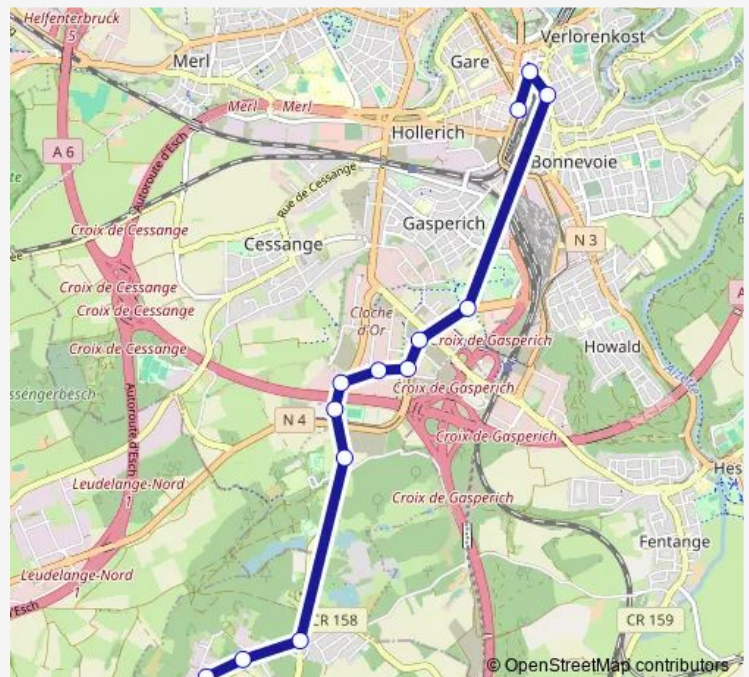 Helfenterbruck
5
Verlorenkost
Merl
Gare
Merl
Merl
Hollerich
A 6
Autoroute d'Esch
Bonnevoie
Rue de Cessange
Gasperich
Croix de Cessange
Cessange
N 3
Croix de Cessange
Croix de Cessange
Cloche
d'Or
Croix de Gasperich
Croix de Cessange
Howald
Alzette
Croix de Gasperich
Autoroute d'Esch
N 4
Croix de Gasperich
Leudelange-Nord
1
Croix de Gasperich
Hes
Fentange
Leudelange-Nord
1
d'Esch
CR 158
CR 159
© OpenStreetMap contributors